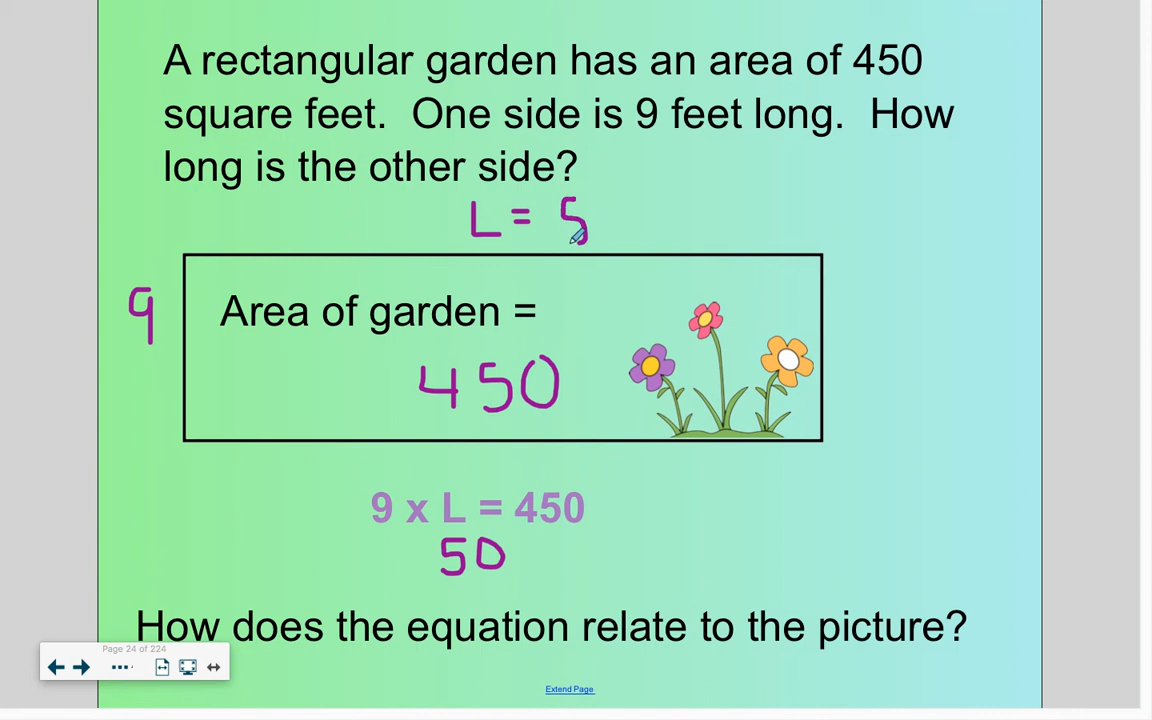 A rectangular garden has an area of 450
square feet. One side is 9 feet long. How
long is the other side?
L = 5
9
Area of garden =
450
9 x L = 450
50
How does the equation relate to the picture?
Page 24 of 224
Extend Page